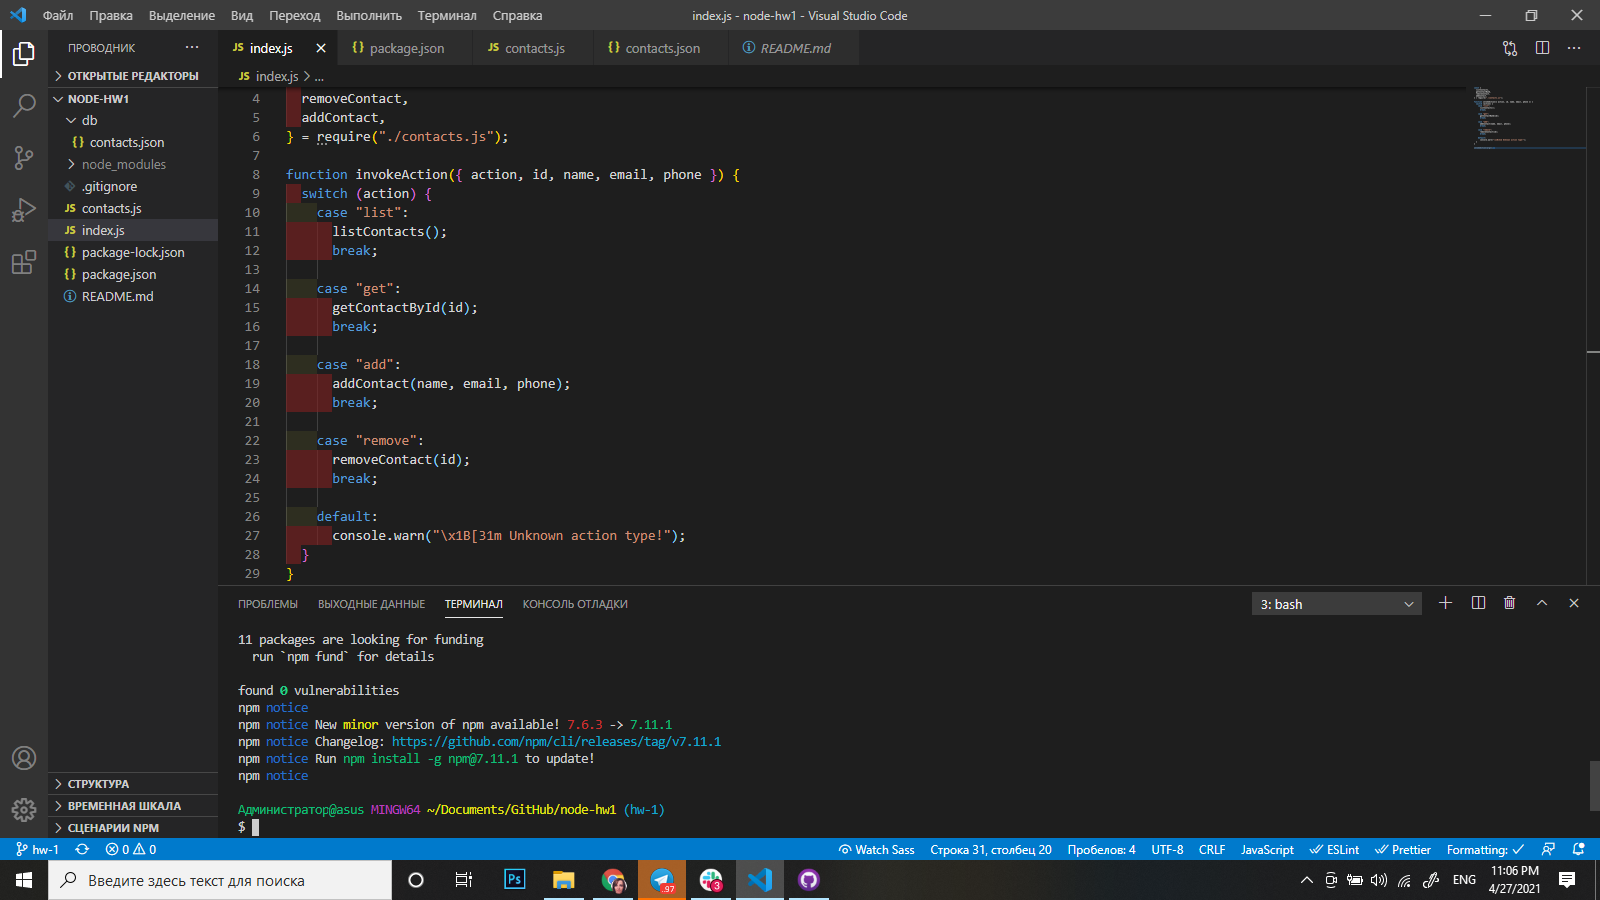 Файл Правка Выделение Вид Переход Выполнить Терминал Справка
index.js - node-hw1 - Visual Studio Code
ПРОВОДНИК
ОТКРЫТЫЕ РЕДАКТОРЫ
NODE-HW1
db
{} contacts.json
node_modules
.gitignore
JS contacts.js
JS index.js
{} package-lock.json
{} package.json
README.md
СТРУКТУРА
ВРЕМЕННАЯ ШКАЛА
СЦЕНАРИИ NPM
JS index.js {} package.json JS contacts.js {} contacts.json README.md
JS index.js > ...
4 removeContact,
5 addContact,
6 } = require("./contacts.js");
7
8 function invokeAction({ action, id, name, email, phone }) {
9 switch (action) {
10 case "list":
11 listContacts();
12 break;
13
14 case "get":
15 getContactById(id);
16 break;
17
18 case "add":
19 addContact(name, email, phone);
20 break;
21
22 case "remove":
23 removeContact(id);
24 break;
25
26 default:
27 console.warn("\x1B[31m Unknown action type!");
28 }
29 }
ПРОБЛЕМЫ ВЫХОДНЫЕ ДАННЫЕ ТЕРМИНАЛ КОНСОЛЬ ОТЛАДКИ
3: bash
11 packages are looking for funding
run `npm fund` for details
found 0 vulnerabilities
npm notice
npm notice New minor version of npm available! 7.6.3 -> 7.11.1
npm notice Changelog: https://github.com/npm/cli/releases/tag/v7.11.1
npm notice Run npm install -g npm@7.11.1 to update!
npm notice
Администратор@asus MINGW64 ~/Documents/GitHub/node-hw1 (hw-1)
$
hw-1 0 0 Watch Sass Строка 31, столбец 20 Пробелов: 4 UTF-8 CRLF JavaScript ESLint Prettier Formatting:
Введите здесь текст для поиска
Ps
97
3
ENG
11:06 PM
4/27/2021